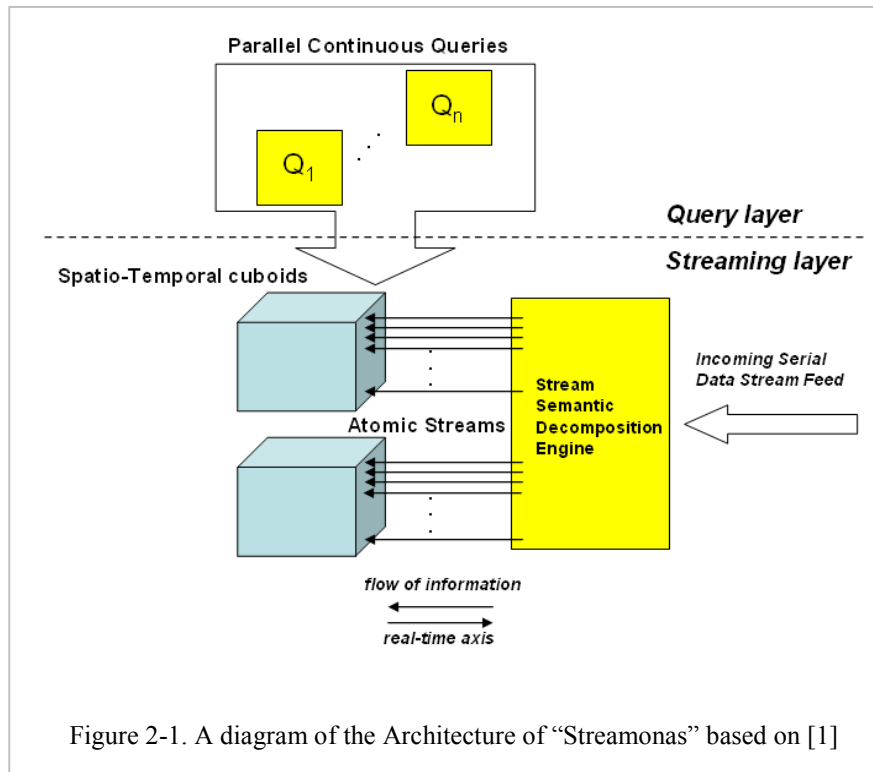 Parallel Continuous Queries
Qn
Q1
Query layer
Streaming layer
Spatio-Temporal cuboids
Incoming Serial
Data Stream Feed
Stream
Semantic
Decomposition
Engine
Atomic Streams
flow of information
real-time axis
Figure 2-1. A diagram of the Architecture of “Streamonas” based on [1]